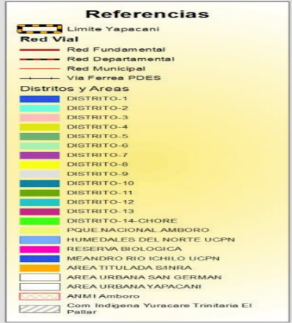 Referencias
Limite Yapacani
Red Vial
Red Fundamental
Red Departamental
Red Municipal
Via Ferrea PDES
Distritos y Areas
DISTRITO-1
DISTRITO-2
DISTRITO-3
DISTRITO-4
DISTRITO-5
DISTRITO-6
DISTRITO-7
DISTRITO-8
DISTRITO-9
DISTRITO-10
DISTRITO-11
DISTRITO-12
DISTRITO-13
DISTRITO-14-CHORE
PQUE.NACIONAL AMBORO
HUMEDALES DEL NORTE UCPN
RESERVA BIOLOGICA
MEANDRO RIO ICHILO UCPN
AREA TITULADA S/INRA
AREA URBANA SAN GERMAN
AREA URBANA YAPACANI
ANMI Amboro
Com Indigena Yuracare Trinitaria El
Pallar